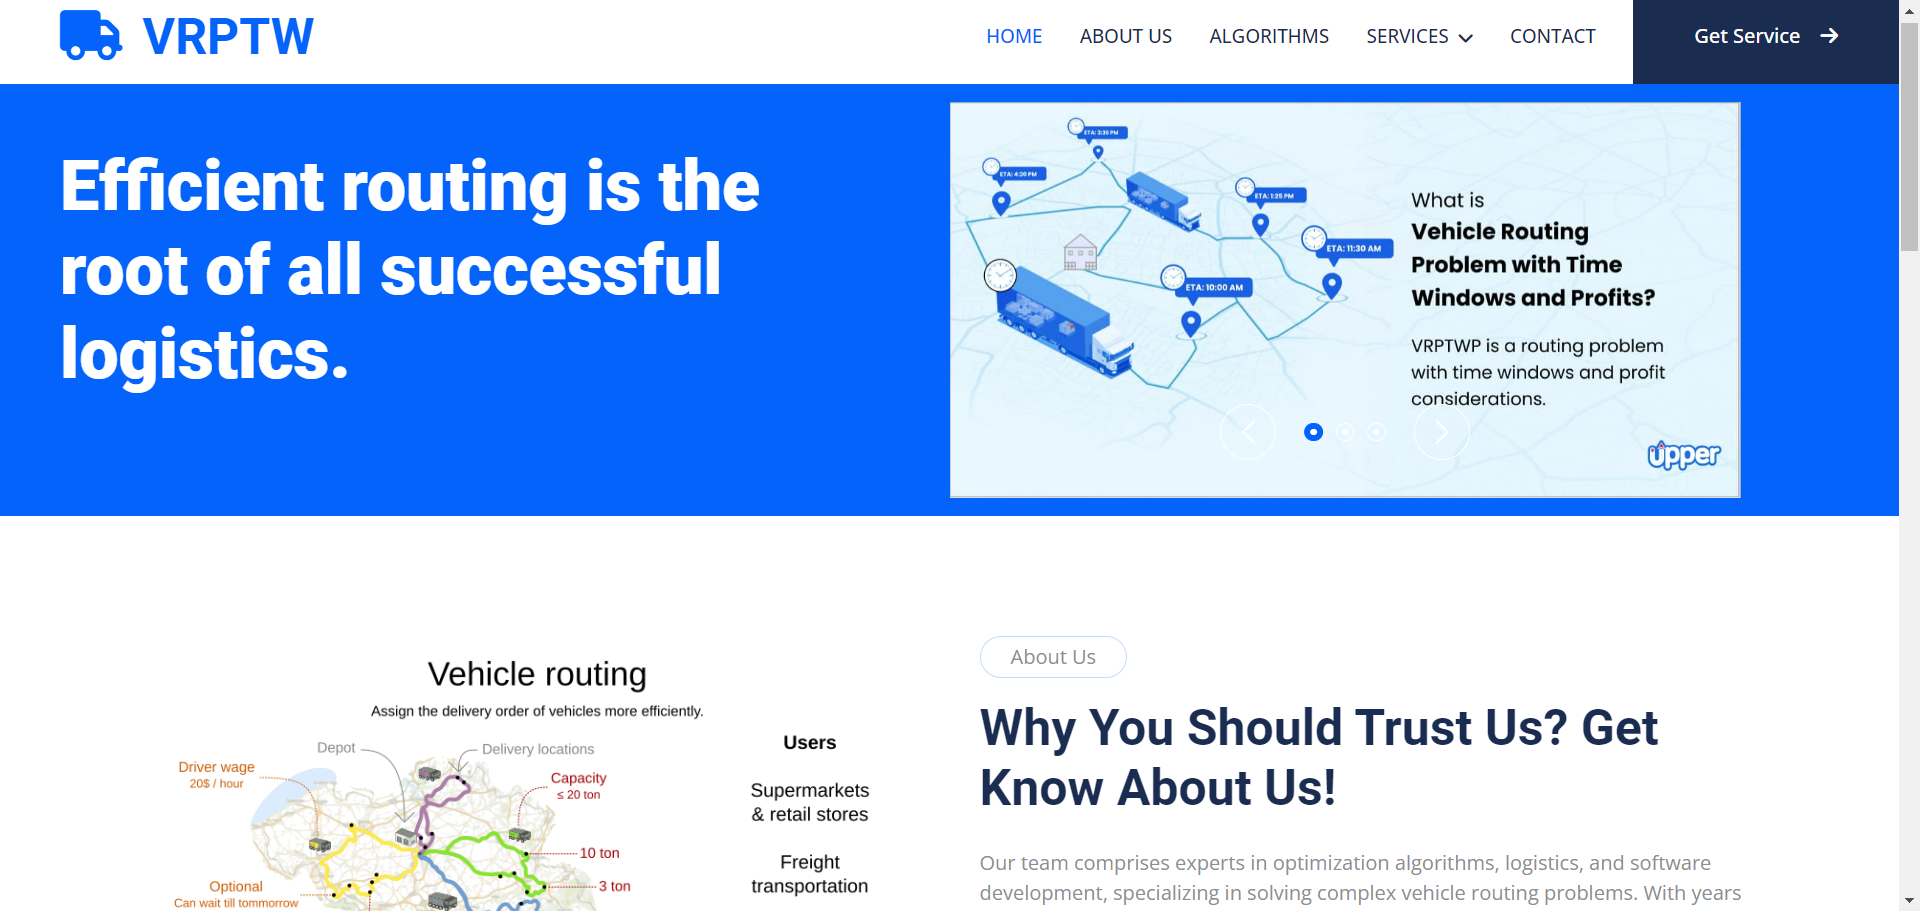 VRPTW
HOME
ABOUT US
ALGORITHMS
SERVICES
CONTACT
Get Service
Efficient routing is the
root of all successful
logistics.
ETA: 3:35 PM
ETA: 4:20 PM
ETA: 1:25 PM
ETA: 11:30 AM
ETA: 10:00 AM
What is
Vehicle Routing
Problem with Time
Windows and Profits?
VRPTWP is a routing problem
with time windows and profit
considerations.
upper
Vehicle routing
Assign the delivery order of vehicles more efficiently.
Depot
Delivery locations
Driver wage
20$ / hour
Capacity
≤ 20 ton
10 ton
3 ton
Optional
Can wait till tommorrow
Users
Supermarkets
& retail stores
Freight
transportation
About Us
Why You Should Trust Us? Get
Know About Us!
Our team comprises experts in optimization algorithms, logistics, and software
development, specializing in solving complex vehicle routing problems. With years